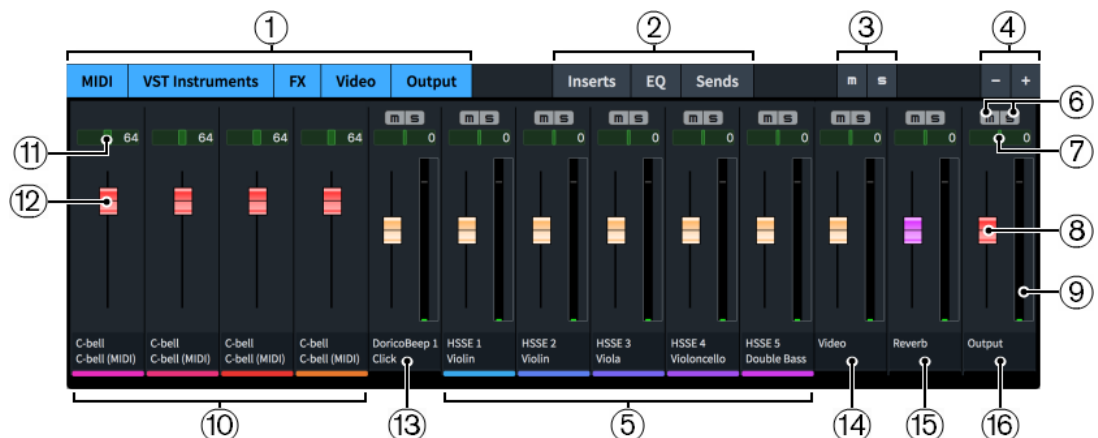 ① ② ③ ④
MIDI VST Instruments FX Video Output Inserts EQ Sends m s − +
m s m s m s m s m s m s m s m s m s ⑥
⑪ 64 64 64 64 0 0 0 0 0 0 0 0 0 ⑦
⑫ ⑧
⑨
C-bell C-bell C-bell C-bell DoricoBeep 1 HSSE 1 HSSE 2 HSSE 3 HSSE 4 HSSE 5 Video Reverb Output
C-bell (MIDI) C-bell (MIDI) C-bell (MIDI) C-bell (MIDI) Click Violin Violin Viola Violoncello Double Bass
⑩ ⑬ ⑤ ⑭ ⑮ ⑯